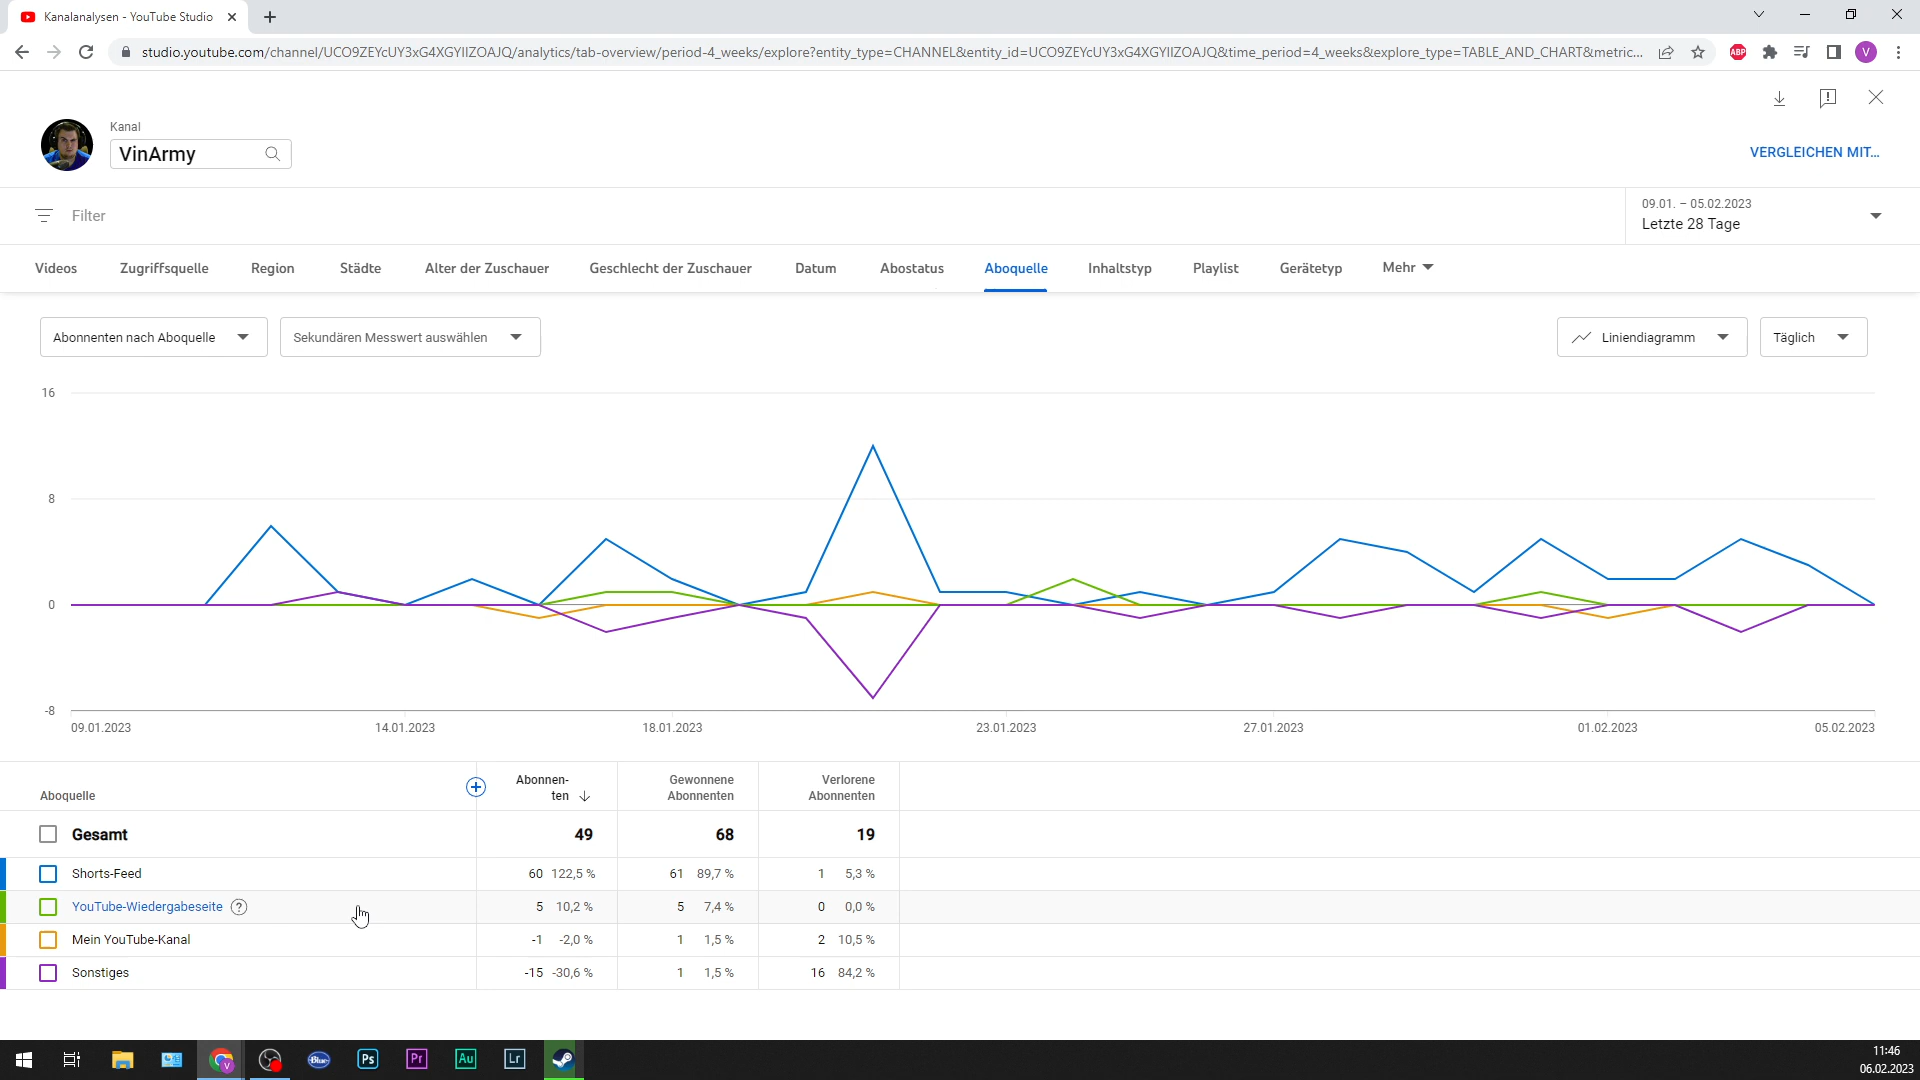 Kanalanalysen - YouTube Studio
studio.youtube.com/channel/UCO9ZEYcUY3xG4XGYIIZOAJQ/analytics/tab-overview/period-4_weeks/explore?entity_type=CHANNEL&entity_id=UCO9ZEYcUY3xG4XGYIIZOAJQ&time_period=4_weeks&explore_type=TABLE_AND_CHART&metric...
ABP
V
Kanal
VinArmy
VERGLEICHEN MIT...
Filter
09.01. – 05.02.2023
Letzte 28 Tage
Videos Zugriffsquelle Region Städte Alter der Zuschauer Geschlecht der Zuschauer Datum Abostatus Aboquelle Inhaltstyp Playlist Gerätetyp Mehr
Abonnenten nach Aboquelle Sekundären Messwert auswählen Liniendiagramm Täglich
16
8
0
-8
09.01.2023 14.01.2023 18.01.2023 23.01.2023 27.01.2023 01.02.2023 05.02.2023
Aboquelle
Abonnen-
ten
Gewonnene
Abonnenten
Verlorene
Abonnenten
Gesamt 49 68 19
Shorts-Feed 60 122,5 % 61 89,7 % 1 5,3 %
YouTube-Wiedergabeseite ? 5 10,2 % 5 7,4 % 0 0,0 %
Mein YouTube-Kanal -1 -2,0 % 1 1,5 % 2 10,5 %
Sonstiges -15 -30,6 % 1 1,5 % 16 84,2 %
V
Blue
Ps
Pr
Au
Lr
11:46
06.02.2023